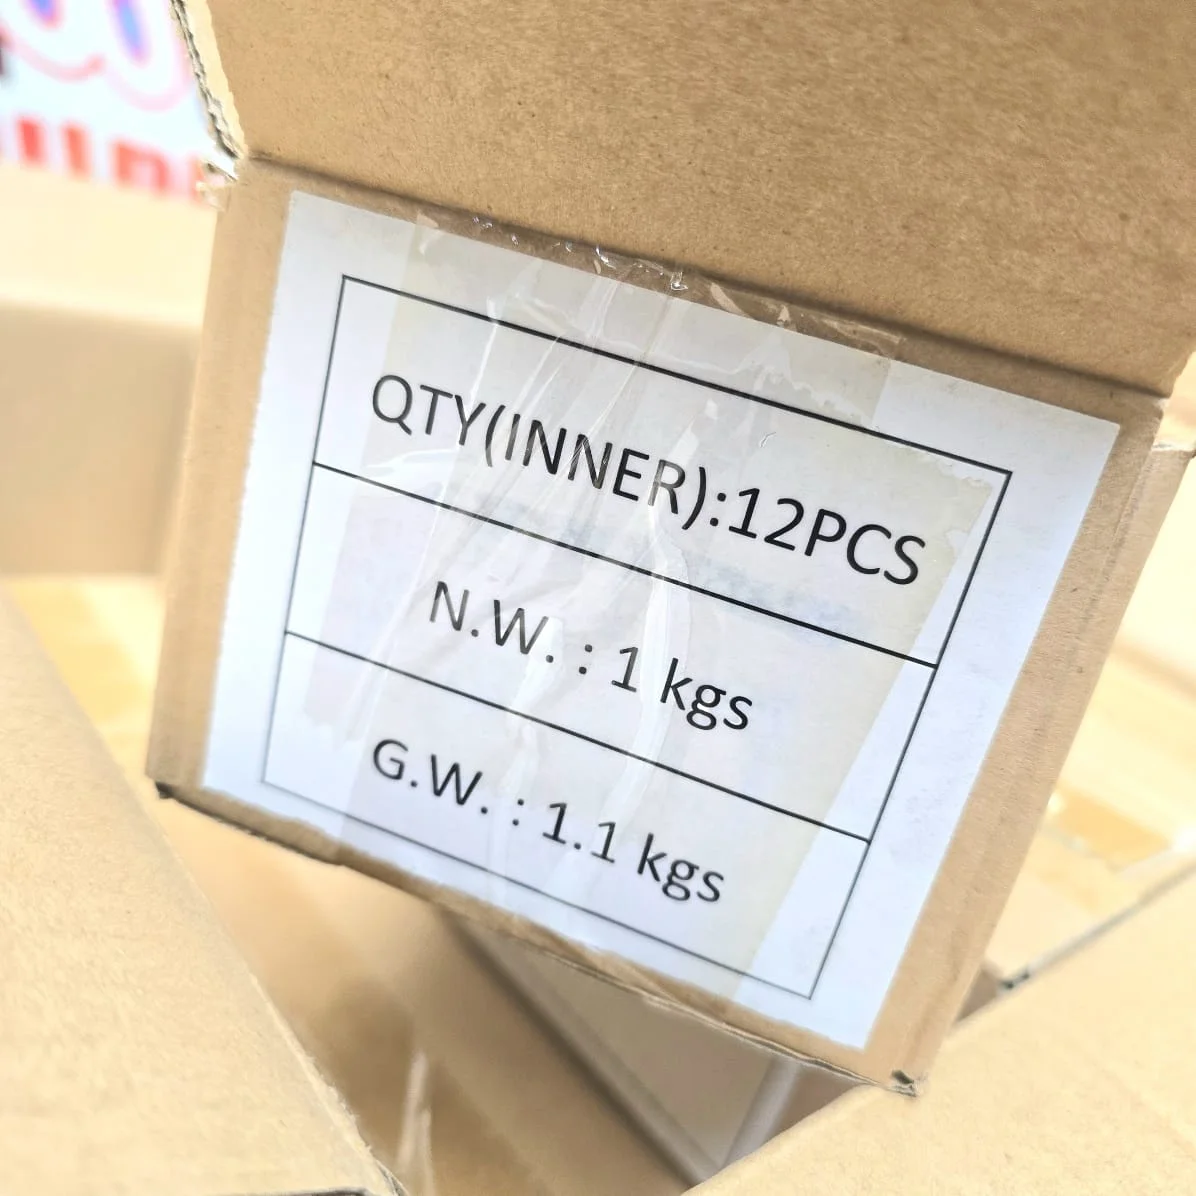 QTY(INNER):12PCS
N.W. : 1 kgs
G.W. : 1.1 kgs